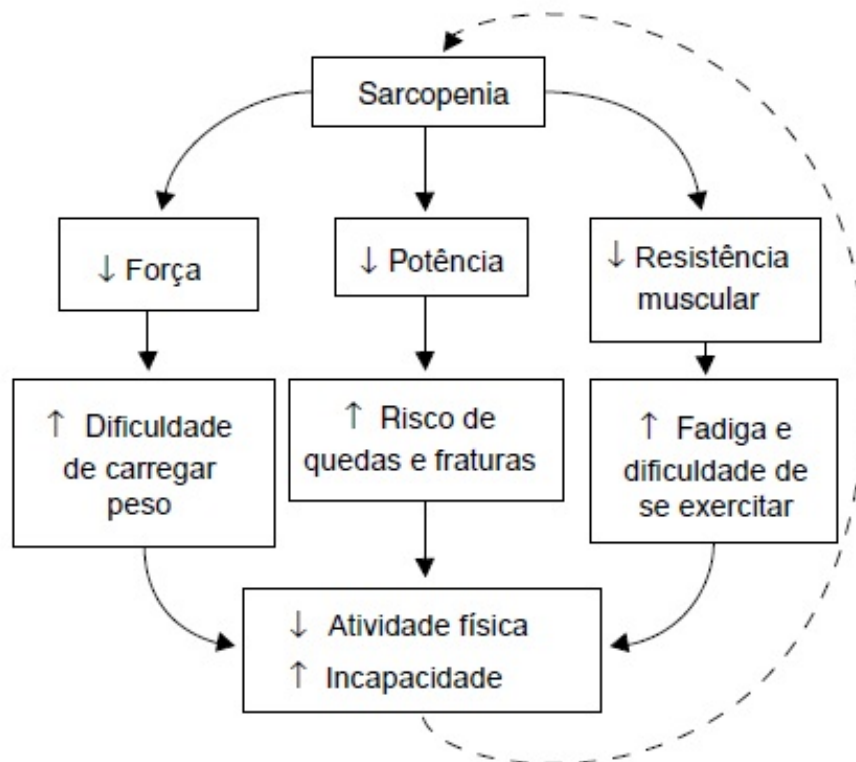 Sarcopenia
↓ Força
↓ Potência
↓ Resistência
muscular
↑ Dificuldade
de carregar
peso
↑ Risco de
quedas e fraturas
↑ Fadiga e
dificuldade de
se exercitar
↓ Atividade física
↑ Incapacidade